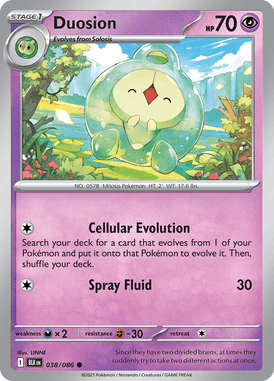 STAGE 1
Duosion
HP 70
Evolves from Solosis
NO. 0578 Mitosis Pokémon HT: 2' WT: 17.6 lbs.
Cellular Evolution
Search your deck for a card that evolves from 1 of your
Pokémon and put it onto that Pokémon to evolve it. Then,
shuffle your deck.
Spray Fluid 30
weakness ×2 resistance -30 retreat
Illus. LINNE
I BLK EN 038/086
Since they have two divided brains, at times they
suddenly try to take two different actions at once.
©2025 Pokémon / Nintendo / Creatures / GAME FREAK